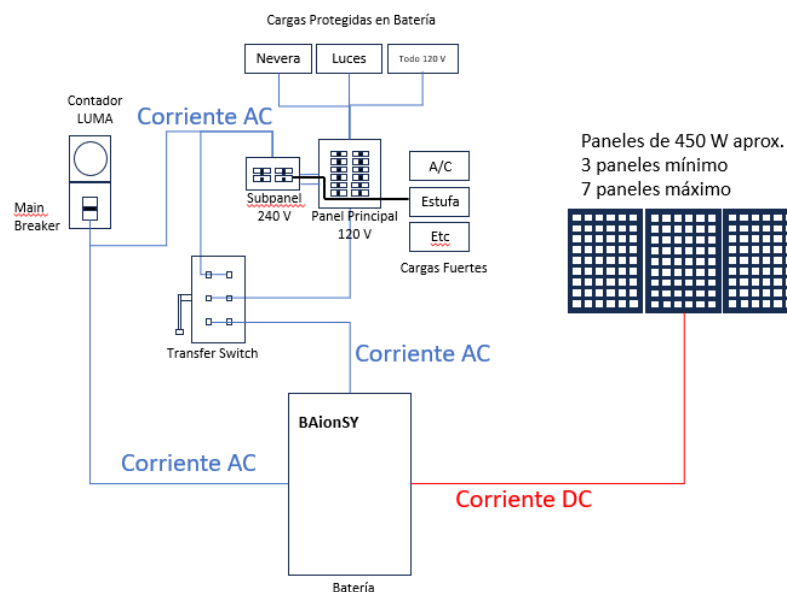 Cargas Protegidas en Batería
Nevera
Luces
Todo 120 V
Contador
LUMA
Corriente AC
Main
Breaker
Subpanel
240 V
Panel Principal
120 V
A/C
Estufa
Etc
Cargas Fuertes
Paneles de 450 W aprox.
3 paneles mínimo
7 paneles máximo
Transfer Switch
Corriente AC
BAionSY
Corriente AC
Corriente DC
Batería